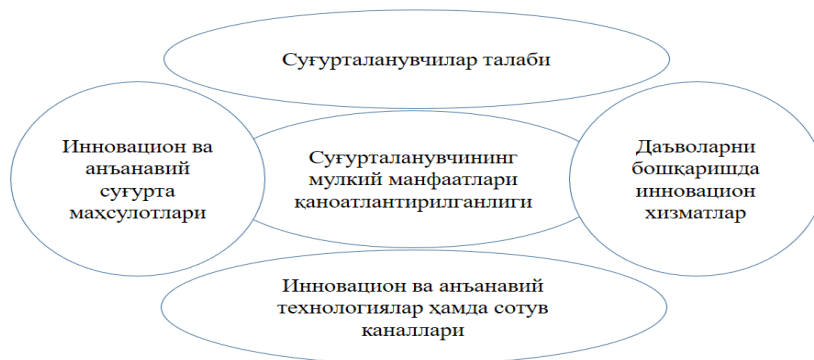 Суғурталанувчилар талаби
Инновацион ва
анъанавий
суғурта
маҳсулотлари
Суғурталанувчининг
мулкий манфаатлари
қаноатлантирилганлиги
Даъволарни
бошқаришда
инновацион
хизматлар
Инновацион ва анъанавий
технологиялар ҳамда сотув
каналлари